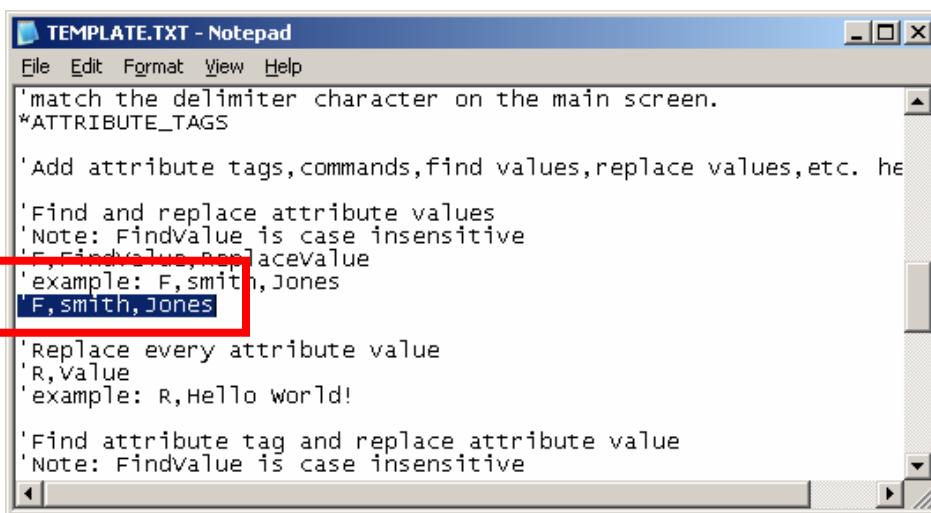 TEMPLATE.TXT - Notepad
File Edit Format View Help
'match the delimiter character on the main screen.
*ATTRIBUTE_TAGS
'Add attribute tags,commands,find values,replace values,etc. he
'Find and replace attribute values
'Note: FindValue is case insensitive
'F,FindValue,ReplaceValue
'example: F,smith,Jones
'F,smith,Jones
'Replace every attribute value
'R,Value
'example: R,Hello World!
'Find attribute tag and replace attribute value
'Note: FindValue is case insensitive